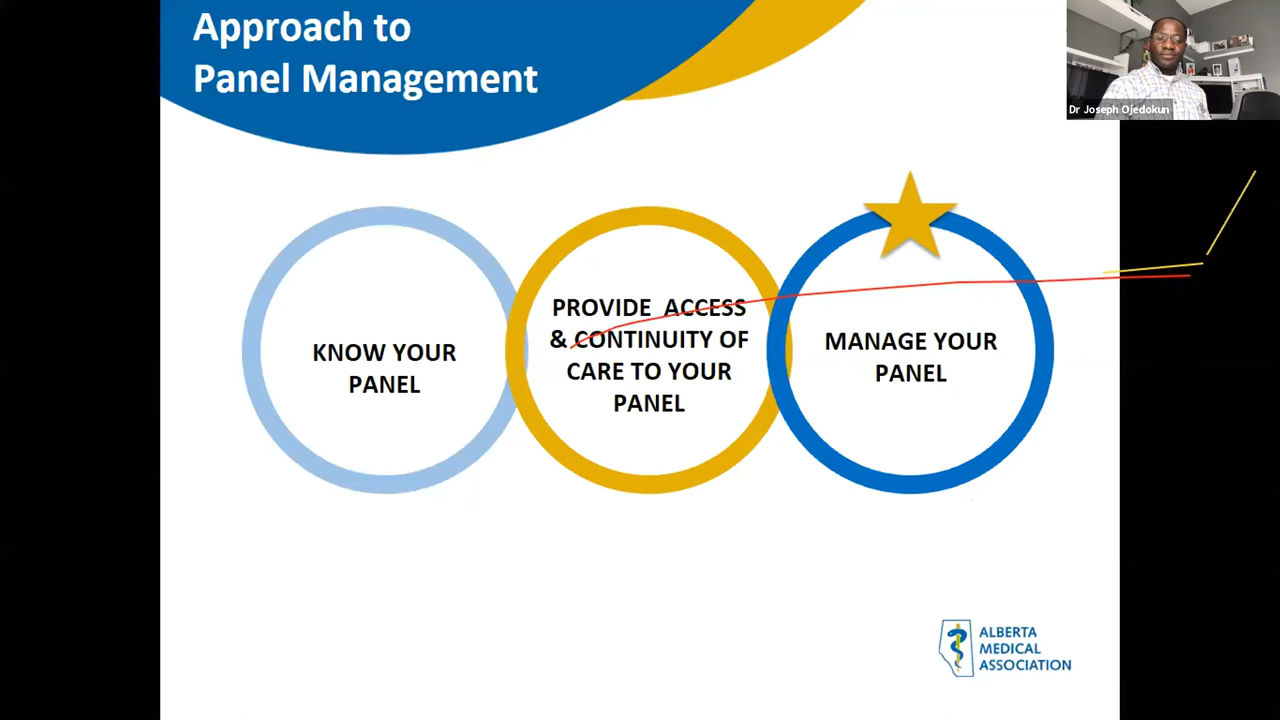 Approach to
Panel Management
Dr Joseph Ojedokun
KNOW YOUR
PANEL
PROVIDE ACCESS
& CONTINUITY OF
CARE TO YOUR
PANEL
MANAGE YOUR
PANEL
ALBERTA
MEDICAL
ASSOCIATION